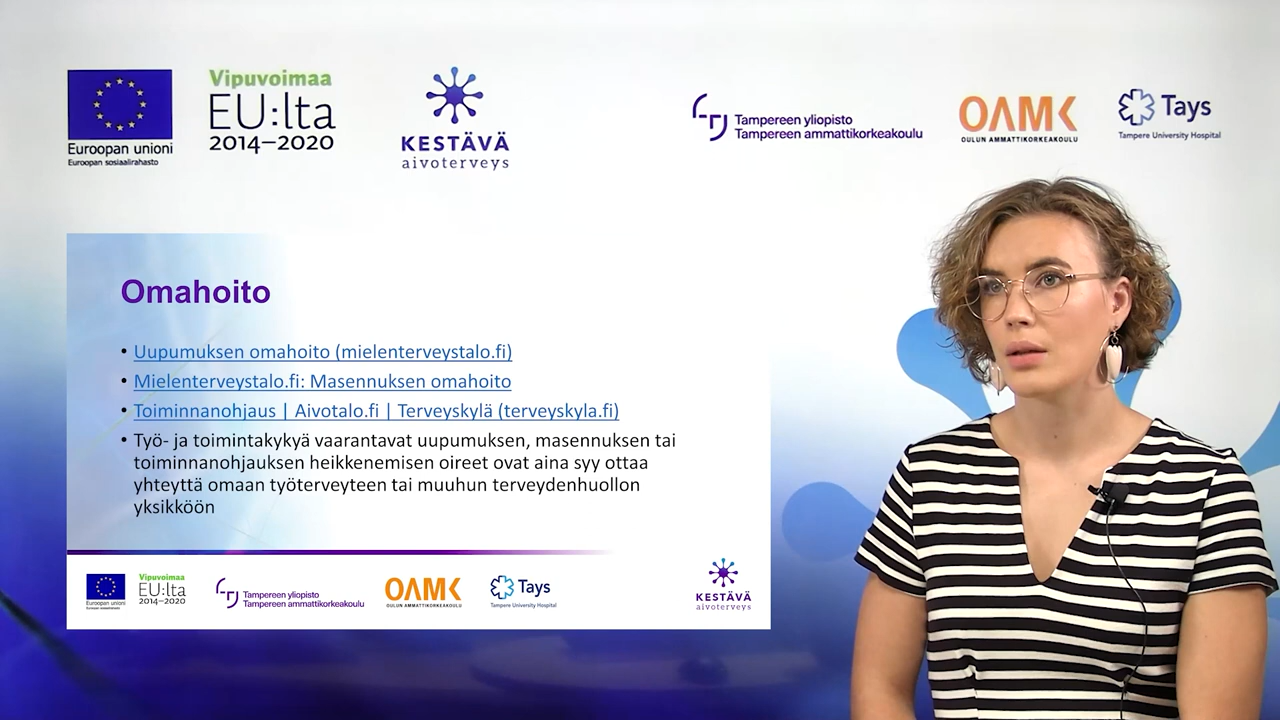 Euroopan unioni
Euroopan sosiaalirahasto
Vipuvoimaa
EU:lta
2014–2020
KESTÄVÄ
aivoterveys
Tampereen yliopisto
Tampereen ammattikorkeakoulu
OAMK
OULUN AMMATTIKORKEAKOULU
Tays
Tampere University Hospital
Omahoito
• Uupumuksen omahoito (mielenterveystalo.fi)
• Mielenterveystalo.fi: Masennuksen omahoito
• Toiminnanohjaus | Aivotalo.fi | Terveyskylä (terveyskyla.fi)
• Työ- ja toimintakykyä vaarantavat uupumuksen, masennuksen tai
toiminnanohjauksen heikkenemisen oireet ovat aina syy ottaa
yhteyttä omaan työterveyteen tai muuhun terveydenhuollon
yksikköön
Euroopan unioni
Euroopan sosiaalirahasto
Vipuvoimaa
EU:lta
2014–2020
Tampereen yliopisto
Tampereen ammattikorkeakoulu
OAMK
OULUN AMMATTIKORKEAKOULU
Tays
Tampere University Hospital
KESTÄVÄ
aivoterveys